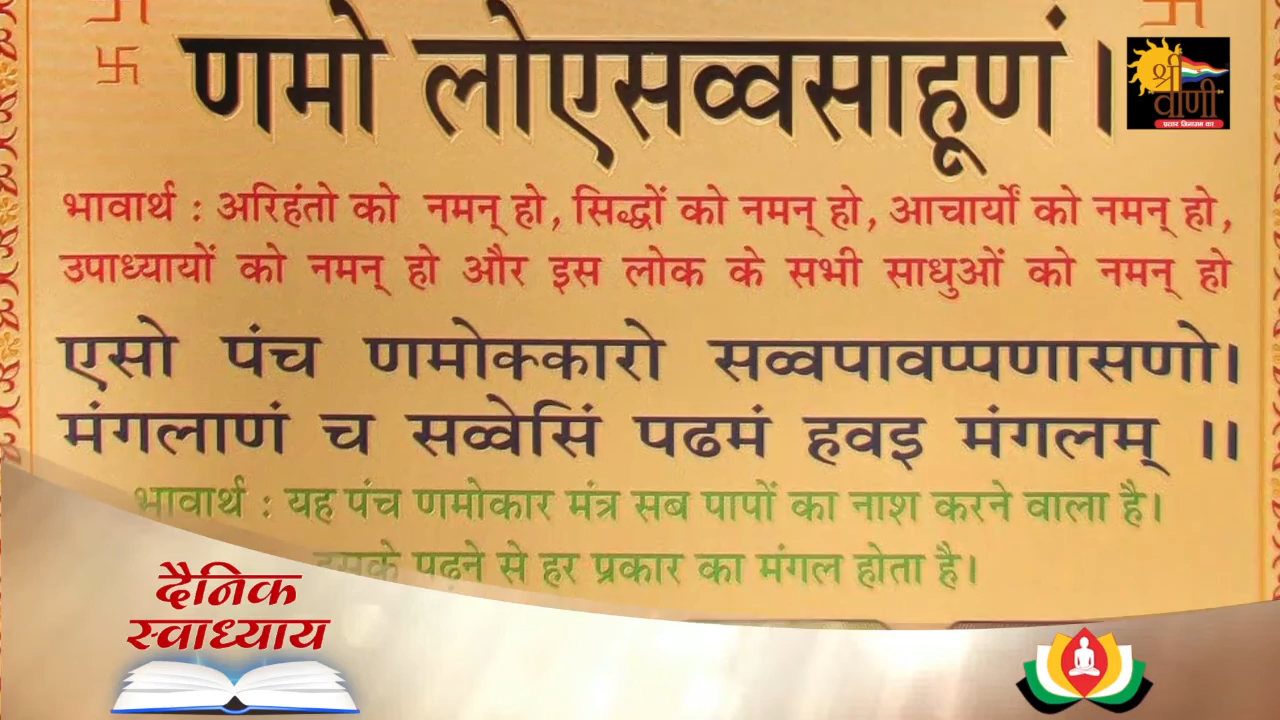 णमो लोएसव्वसाहूणं।
श्री
वाणी
भावार्थ : अरिहंतो को नमन् हो, सिद्धों को नमन् हो, आचार्यों को नमन् हो,
उपाध्यायों को नमन् हो और इस लोक के सभी साधुओं को नमन् हो
एसो पंच णमोक्कारो सव्वपावप्पणासणो।
मंगलाणं च सव्वेसिं पढमं हवइ मंगलम् ।।
भावार्थ : यह पंच णमोकार मंत्र सब पापों का नाश करने वाला है।
इसके पढ़ने से हर प्रकार का मंगल होता है।
दैनिक
स्वाध्याय